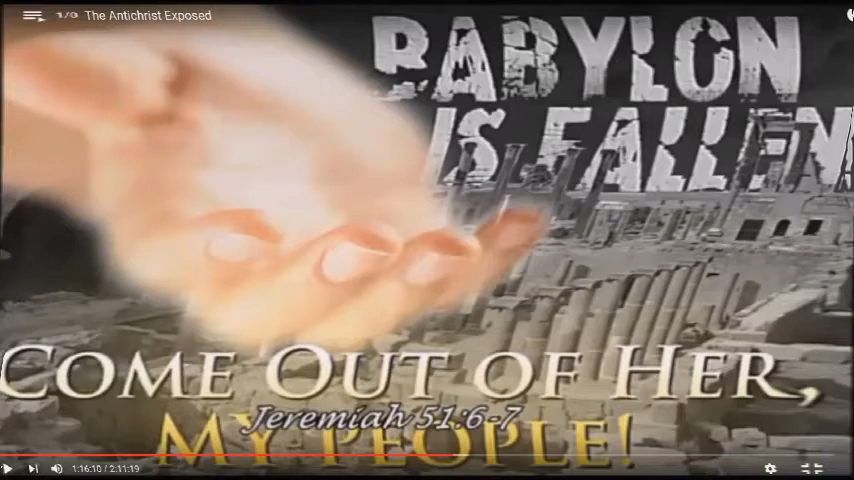 1/9 The Antichrist Exposed
BABYLON
IS FALLEN
COME OUT OF HER,
Jeremiah 51:6-7
MY PEOPLE!
1:16:10 / 2:11:19